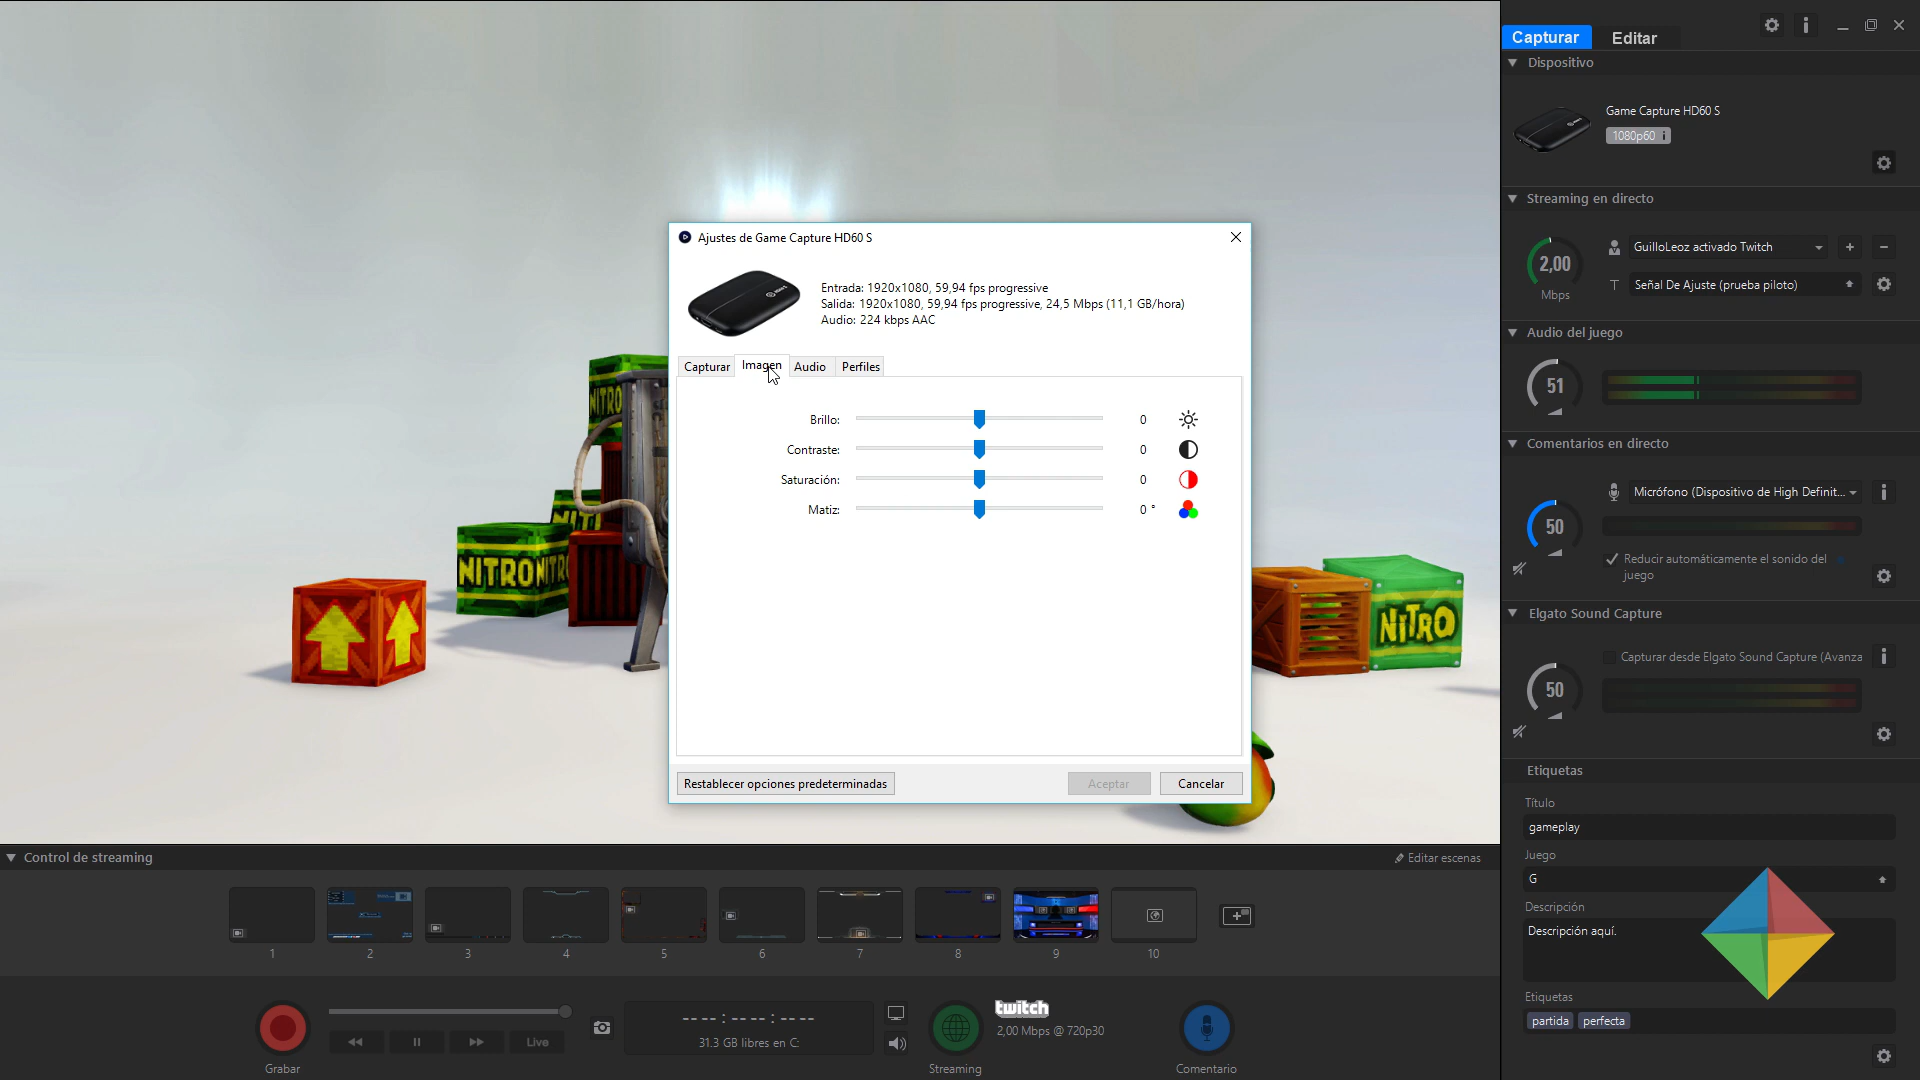 Capturar
Editar
Dispositivo
Game Capture HD60 S
1080p60 i
Streaming en directo
2,00
Mbps
GuilloLeoz activado Twitch
Señal De Ajuste (prueba piloto)
Audio del juego
51
Comentarios en directo
Micrófono (Dispositivo de High Definit...
50
Reducir automáticamente el sonido del
juego
Elgato Sound Capture
Capturar desde Elgato Sound Capture (Avanza
50
Etiquetas
Título
gameplay
Juego
G
Descripción
Descripción aquí.
Etiquetas
partida
perfecta
Ajustes de Game Capture HD60 S
Entrada: 1920x1080, 59,94 fps progressive
Salida: 1920x1080, 59,94 fps progressive, 24,5 Mbps (11,1 GB/hora)
Audio: 224 kbps AAC
Capturar
Imagen
Audio
Perfiles
Brillo: 0
Contraste: 0
Saturación: 0
Matiz: 0 °
Restablecer opciones predeterminadas
Aceptar
Cancelar
NITRO
NITRO
NITRO
NITRO
Control de streaming
Editar escenas
1
2
3
4
5
6
7
8
9
10
Live
Grabar
-- -- : -- -- : -- --
31.3 GB libres en C:
Streaming
twitch
2,00 Mbps @ 720p30
Comentario